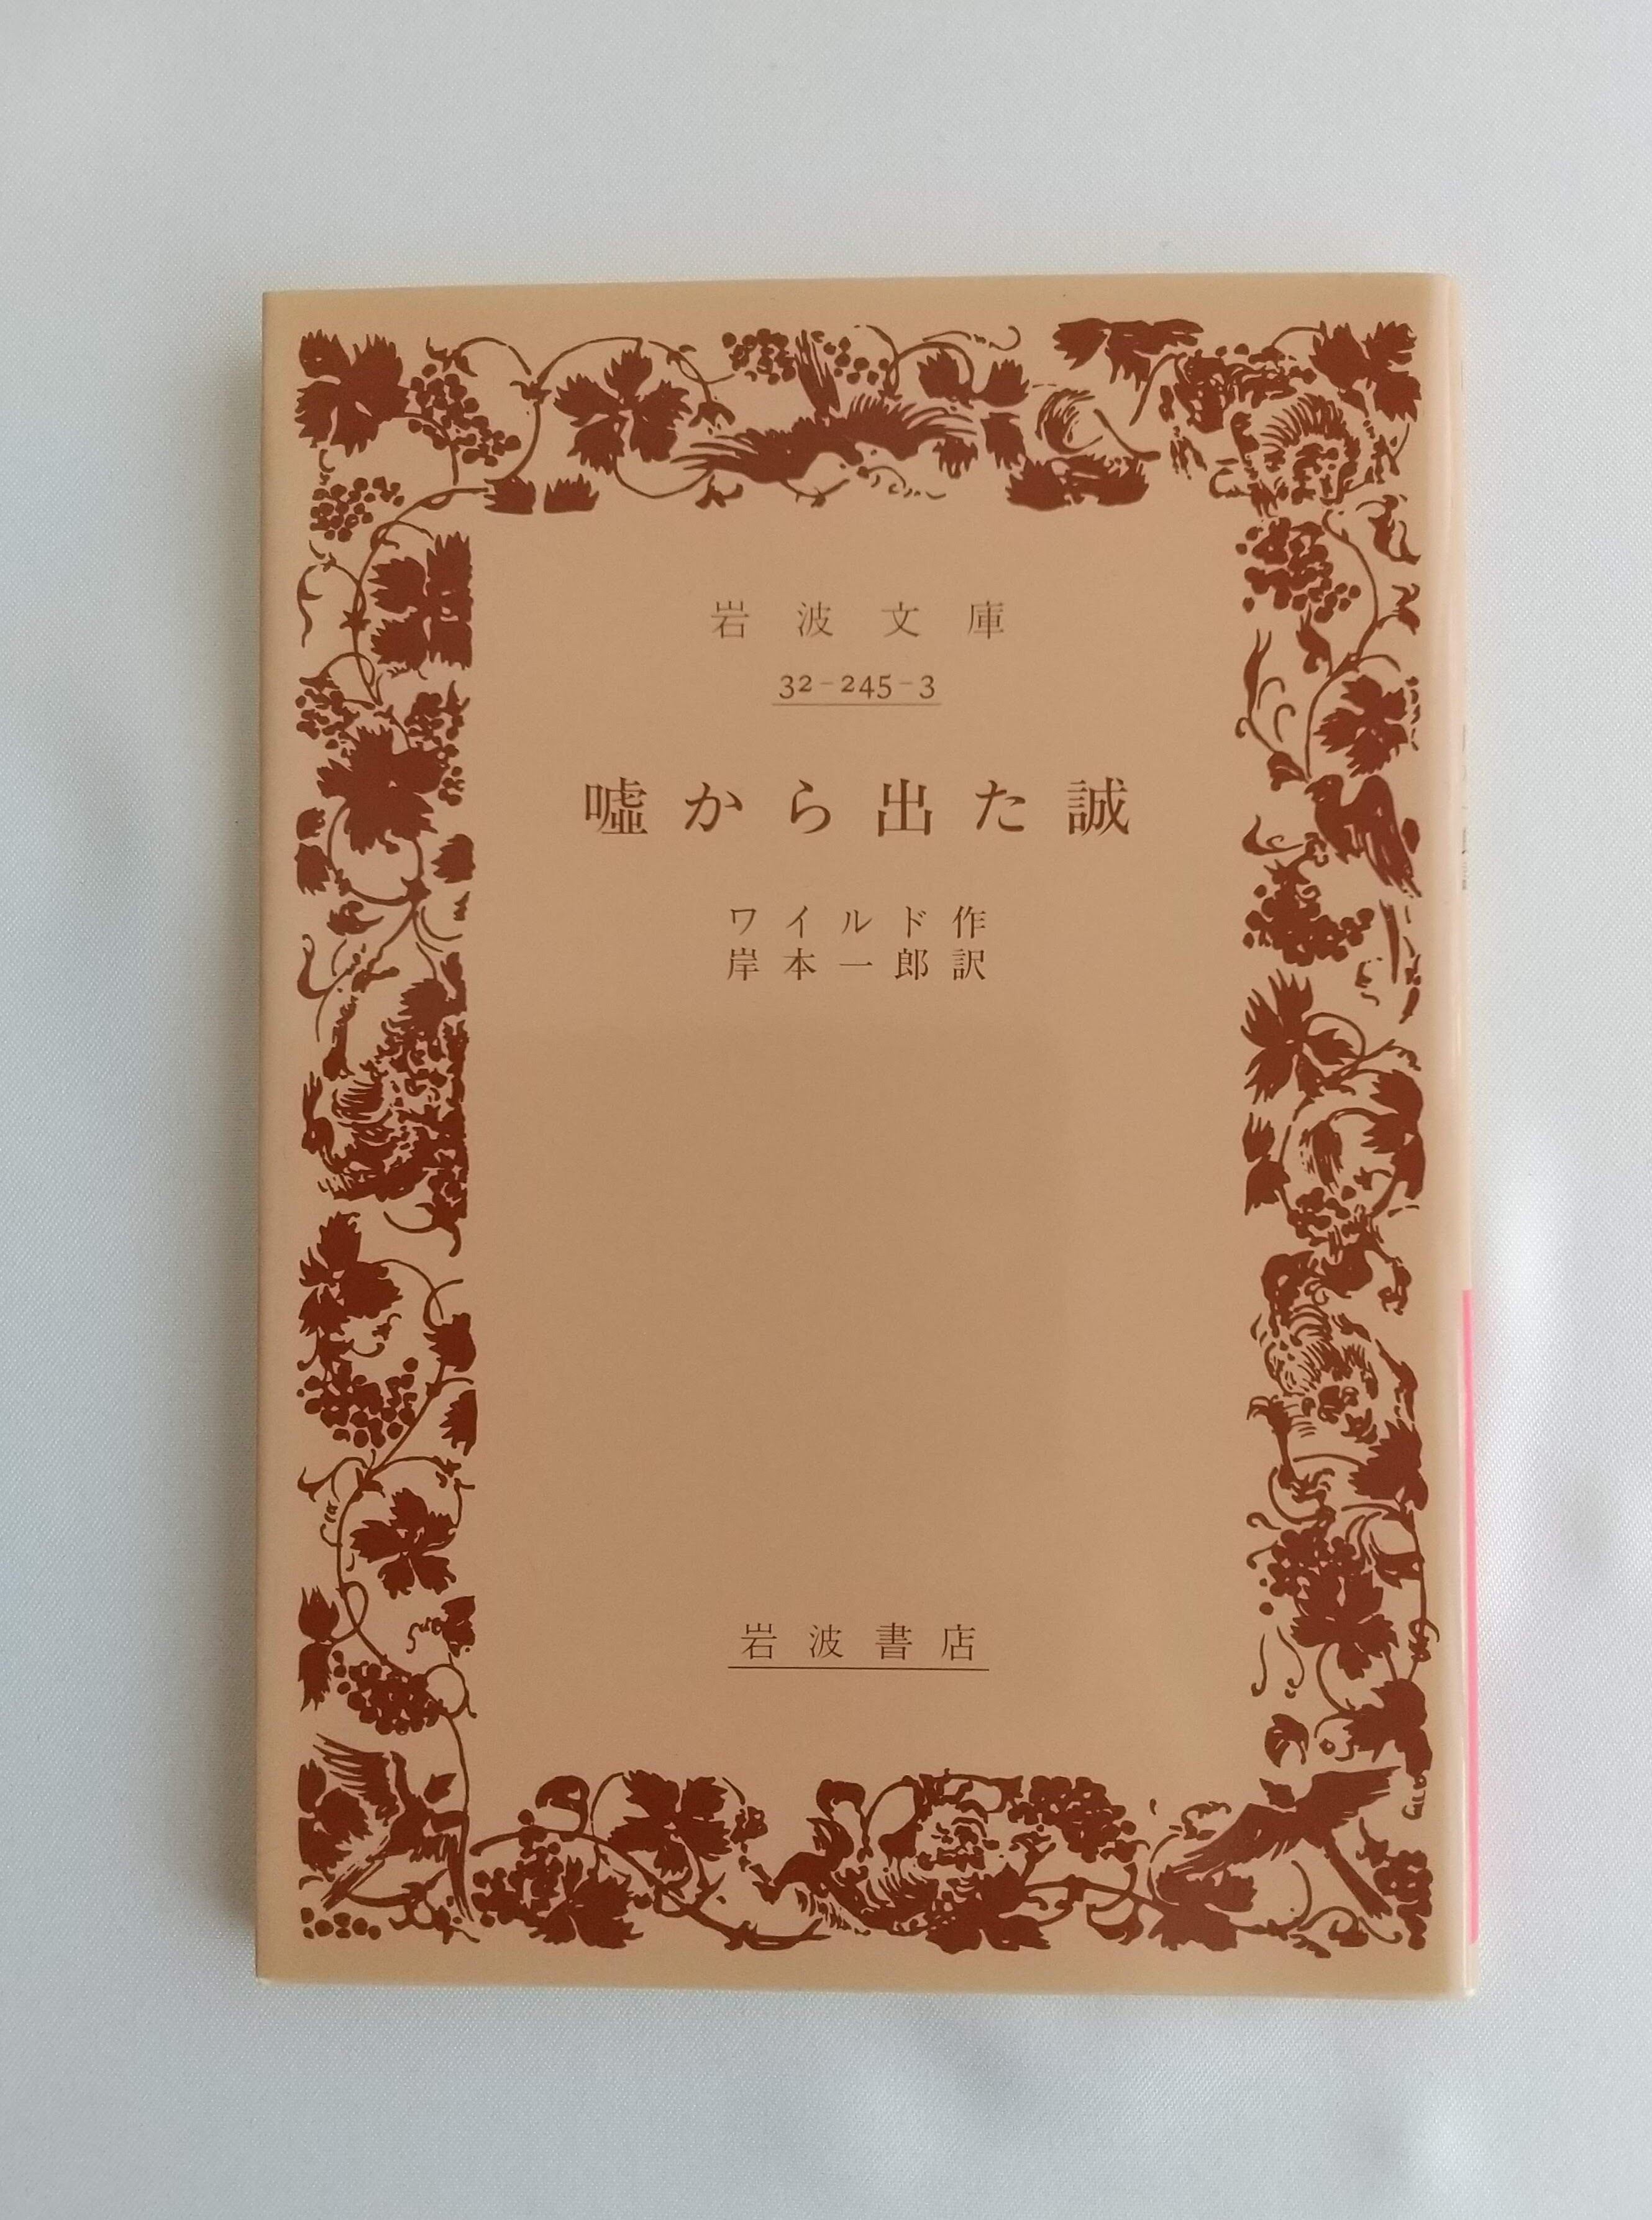 岩波文庫
32-245-3
嘘から出た誠
ワイルド作
岸本一郎訳
岩波書店